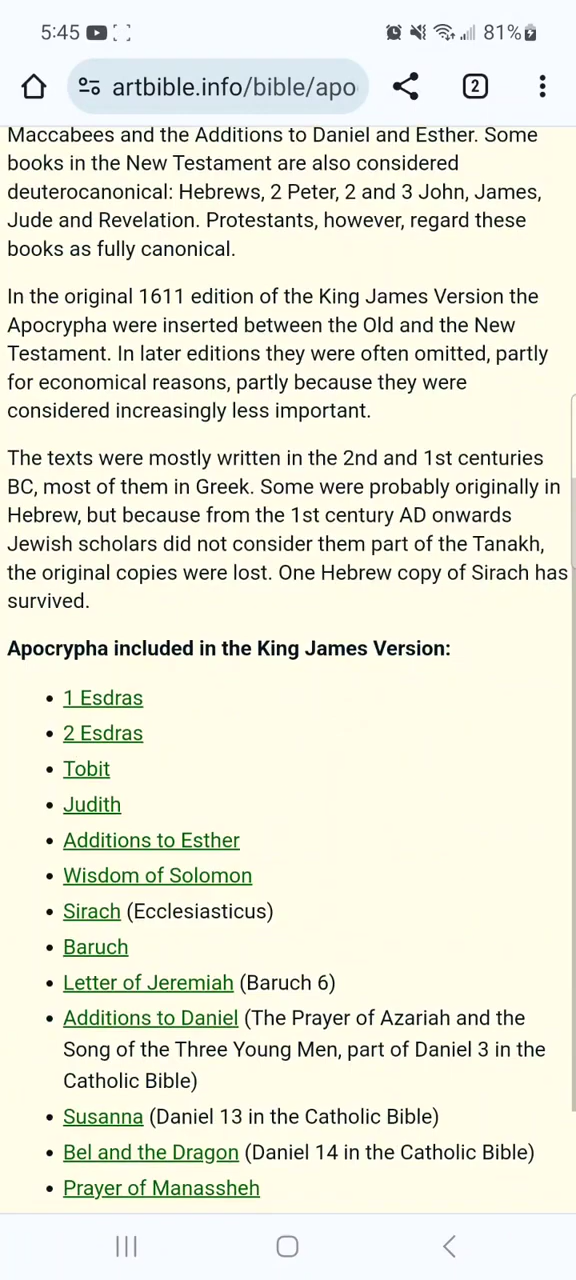 5:45
81%
artbible.info/bible/apo
2
Maccabees and the Additions to Daniel and Esther. Some
books in the New Testament are also considered
deuterocanonical: Hebrews, 2 Peter, 2 and 3 John, James,
Jude and Revelation. Protestants, however, regard these
books as fully canonical.
In the original 1611 edition of the King James Version the
Apocrypha were inserted between the Old and the New
Testament. In later editions they were often omitted, partly
for economical reasons, partly because they were
considered increasingly less important.
The texts were mostly written in the 2nd and 1st centuries
BC, most of them in Greek. Some were probably originally in
Hebrew, but because from the 1st century AD onwards
Jewish scholars did not consider them part of the Tanakh,
the original copies were lost. One Hebrew copy of Sirach has
survived.
Apocrypha included in the King James Version:
• 1 Esdras
• 2 Esdras
• Tobit
• Judith
• Additions to Esther
• Wisdom of Solomon
• Sirach (Ecclesiasticus)
• Baruch
• Letter of Jeremiah (Baruch 6)
• Additions to Daniel (The Prayer of Azariah and the
Song of the Three Young Men, part of Daniel 3 in the
Catholic Bible)
• Susanna (Daniel 13 in the Catholic Bible)
• Bel and the Dragon (Daniel 14 in the Catholic Bible)
• Prayer of Manassheh